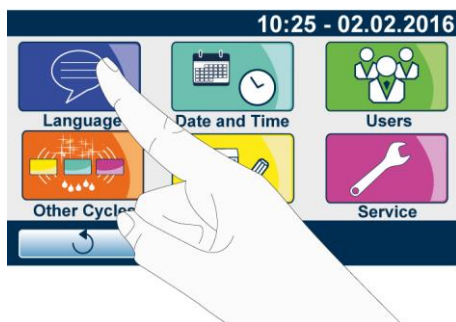 10:25 - 02.02.2016
Language Date and Time Users
Other Cycles Service